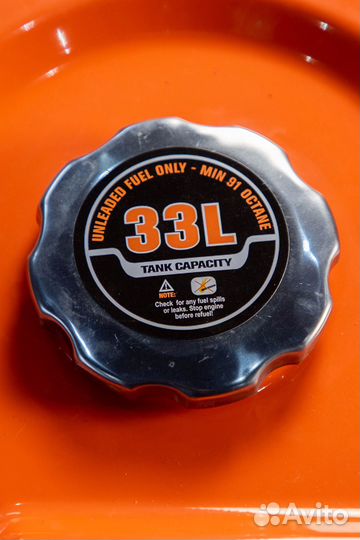 UNLEADED FUEL ONLY - MIN 91 OCTANE
33L
TANK CAPACITY
NOTE:
Check for any fuel spills
or leaks. Stop engine
before refuel!
Avito